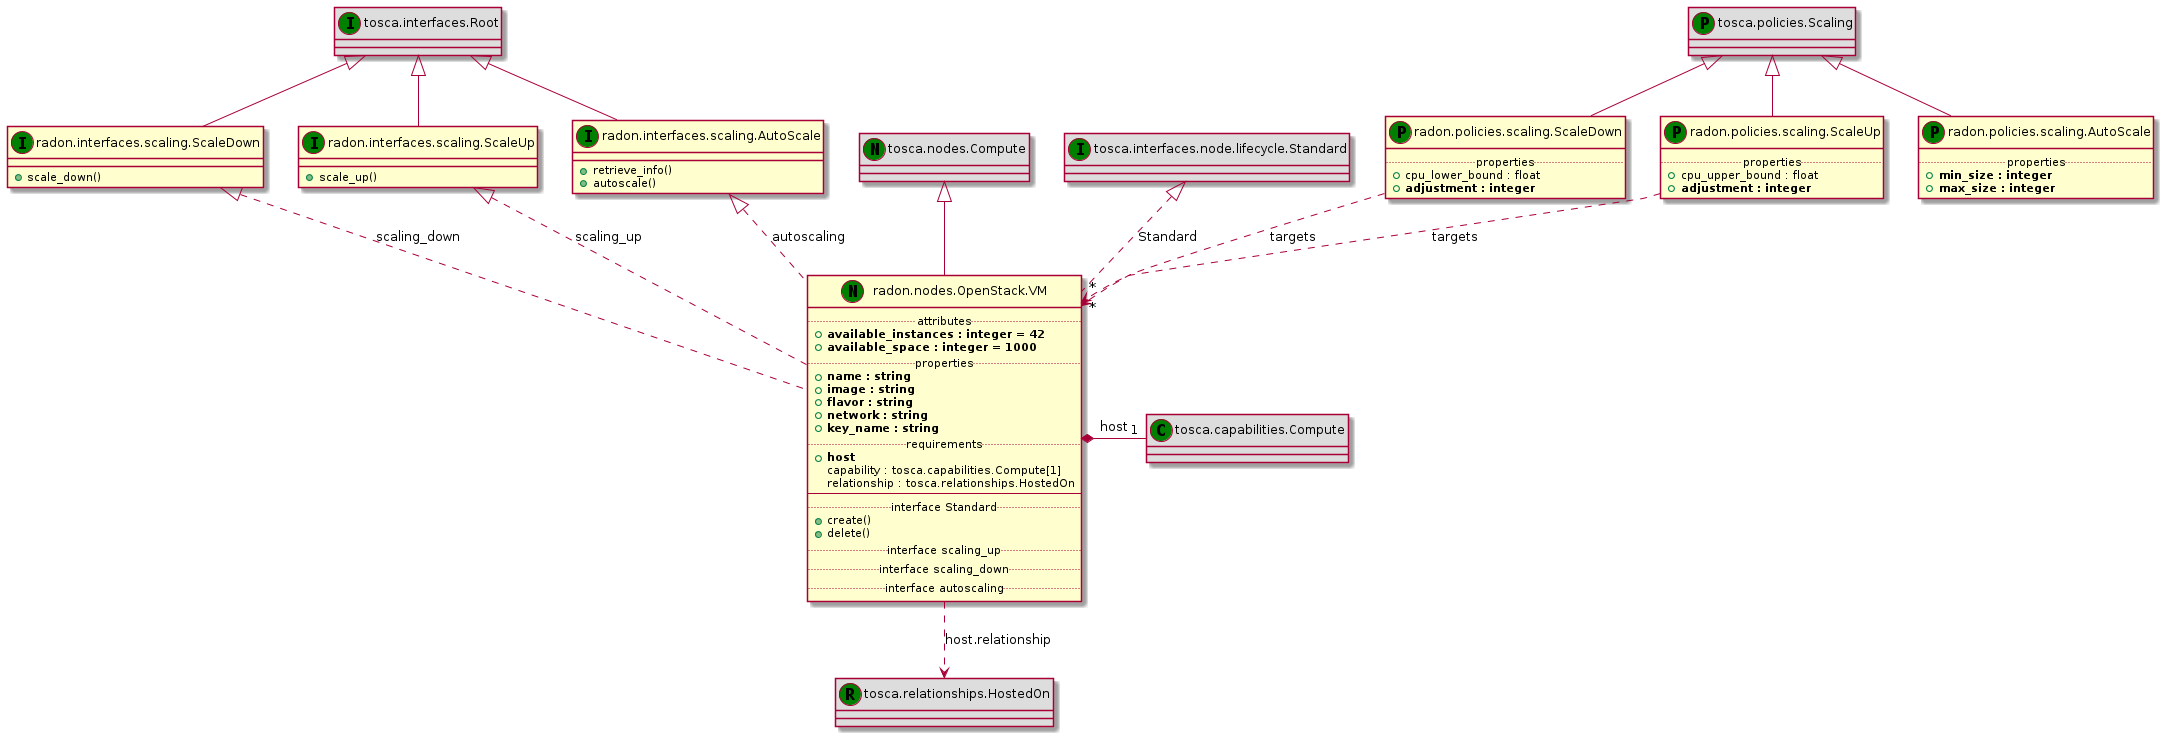 I tosca.interfaces.Root
P tosca.policies.Scaling
I radon.interfaces.scaling.ScaleDown
scale_down()
I radon.interfaces.scaling.ScaleUp
scale_up()
I radon.interfaces.scaling.AutoScale
retrieve_info()
autoscale()
N tosca.nodes.Compute
I tosca.interfaces.node.lifecycle.Standard
P radon.policies.scaling.ScaleDown
properties
cpu_lower_bound : float
adjustment : integer
P radon.policies.scaling.ScaleUp
properties
cpu_upper_bound : float
adjustment : integer
P radon.policies.scaling.AutoScale
properties
min_size : integer
max_size : integer
scaling_down
scaling_up
autoscaling
Standard
targets
targets
*
*
N radon.nodes.OpenStack.VM
attributes
available_instances : integer = 42
available_space : integer = 1000
properties
name : string
image : string
flavor : string
network : string
key_name : string
requirements
host
capability : tosca.capabilities.Compute[1]
relationship : tosca.relationships.HostedOn
interface Standard
create()
delete()
interface scaling_up
interface scaling_down
interface autoscaling
host 1
C tosca.capabilities.Compute
host.relationship
R tosca.relationships.HostedOn